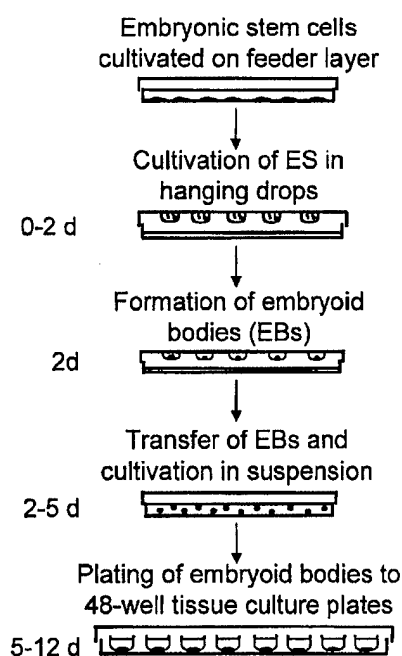 Embryonic stem cells
cultivated on feeder layer
Cultivation of ES in
hanging drops
0-2 d
Formation of embryoid
bodies (EBs)
2d
Transfer of EBs and
cultivation in suspension
2-5 d
Plating of embryoid bodies to
48-well tissue culture plates
5-12 d